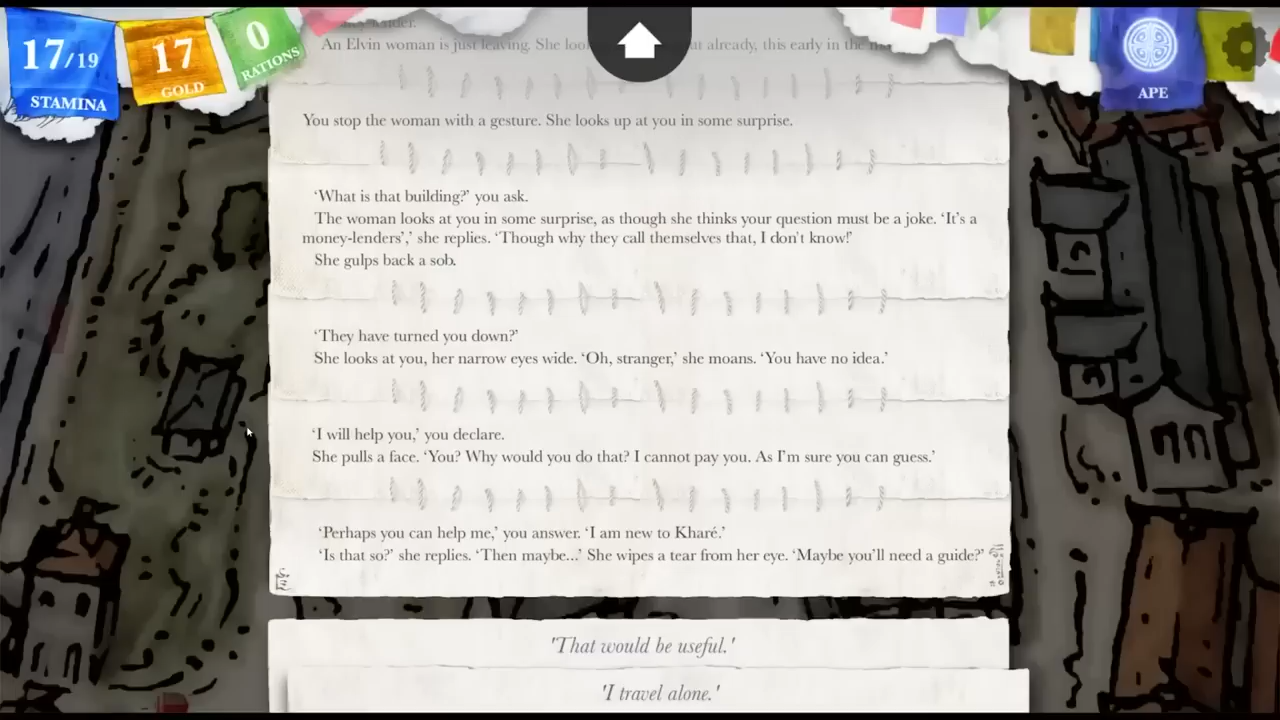 17/19
STAMINA
17
GOLD
0
RATIONS
APE
An Elvin woman is just leaving. She at already, this early in the
You stop the woman with a gesture. She looks up at you in some surprise.
‘What is that building?’ you ask.
The woman looks at you in some surprise, as though she thinks your question must be a joke. ‘It’s a
money-lenders’,’ she replies. ‘Though why they call themselves that, I don't know!’
She gulps back a sob.
‘They have turned you down?’
She looks at you, her narrow eyes wide. ‘Oh, stranger,’ she moans. ‘You have no idea.’
‘I will help you,’ you declare.
She pulls a face. ‘You? Why would you do that? I cannot pay you. As I’m sure you can guess.’
‘Perhaps you can help me,’ you answer. ‘I am new to Kharé.’
‘Is that so?’ she replies. ‘Then maybe...’ She wipes a tear from her eye. ‘Maybe you’ll need a guide?’
'That would be useful.'
'I travel alone.'